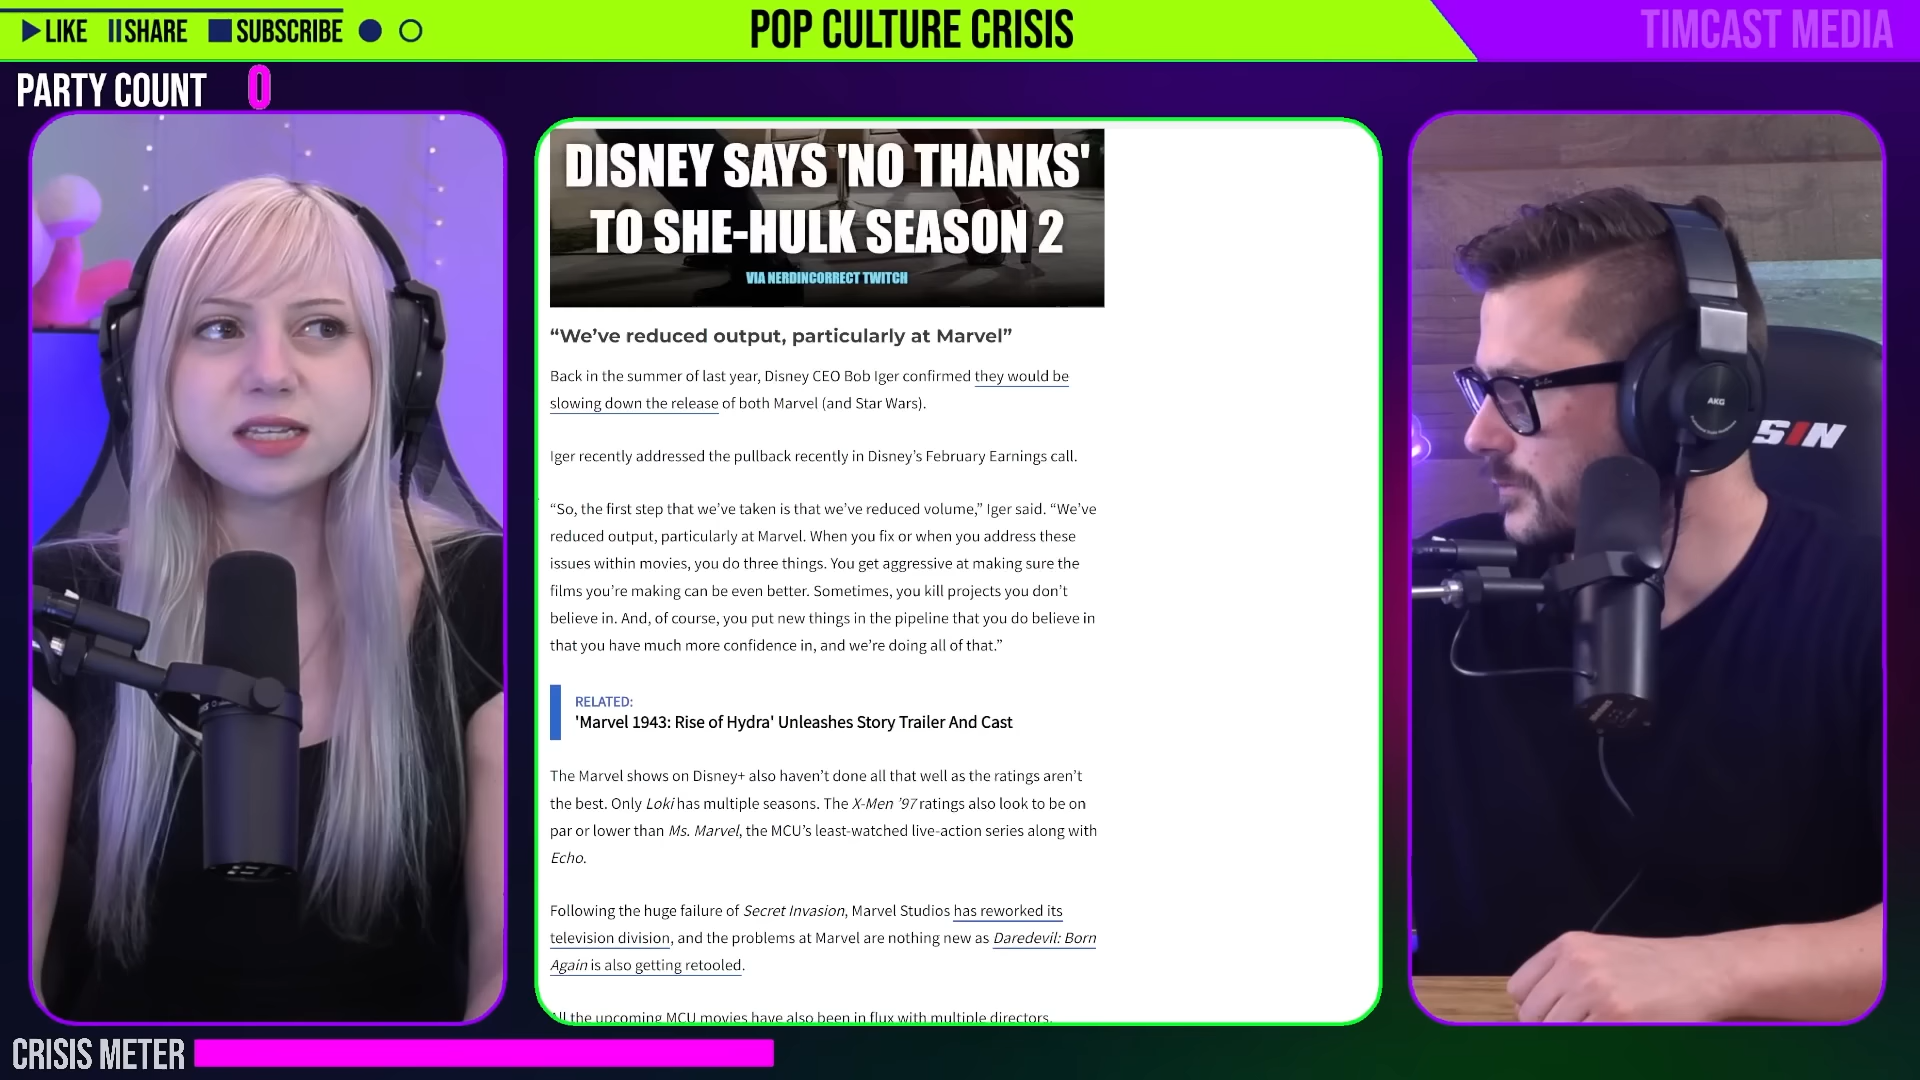 LIKE SHARE SUBSCRIBE
POP CULTURE CRISIS
TIMCAST MEDIA
PARTY COUNT 0
DISNEY SAYS 'NO THANKS'
TO SHE-HULK SEASON 2
VIA NERDINCORRECT TWITCH
“We’ve reduced output, particularly at Marvel”
Back in the summer of last year, Disney CEO Bob Iger confirmed they would be
slowing down the release of both Marvel (and Star Wars).
Iger recently addressed the pullback recently in Disney’s February Earnings call.
“So, the first step that we’ve taken is that we’ve reduced volume,” Iger said. “We’ve
reduced output, particularly at Marvel. When you fix or when you address these
issues within movies, you do three things. You get aggressive at making sure the
films you’re making can be even better. Sometimes, you kill projects you don’t
believe in. And, of course, you put new things in the pipeline that you do believe in
that you have much more confidence in, and we’re doing all of that.”
RELATED:
'Marvel 1943: Rise of Hydra' Unleashes Story Trailer And Cast
The Marvel shows on Disney+ also haven’t done all that well as the ratings aren’t
the best. Only Loki has multiple seasons. The X-Men ’97 ratings also look to be on
par or lower than Ms. Marvel, the MCU’s least-watched live-action series along with
Echo.
Following the huge failure of Secret Invasion, Marvel Studios has reworked its
television division, and the problems at Marvel are nothing new as Daredevil: Born
Again is also getting retooled.
All the upcoming MCU movies have also been in flux with multiple directors,
AKG
SIN
CRISIS METER